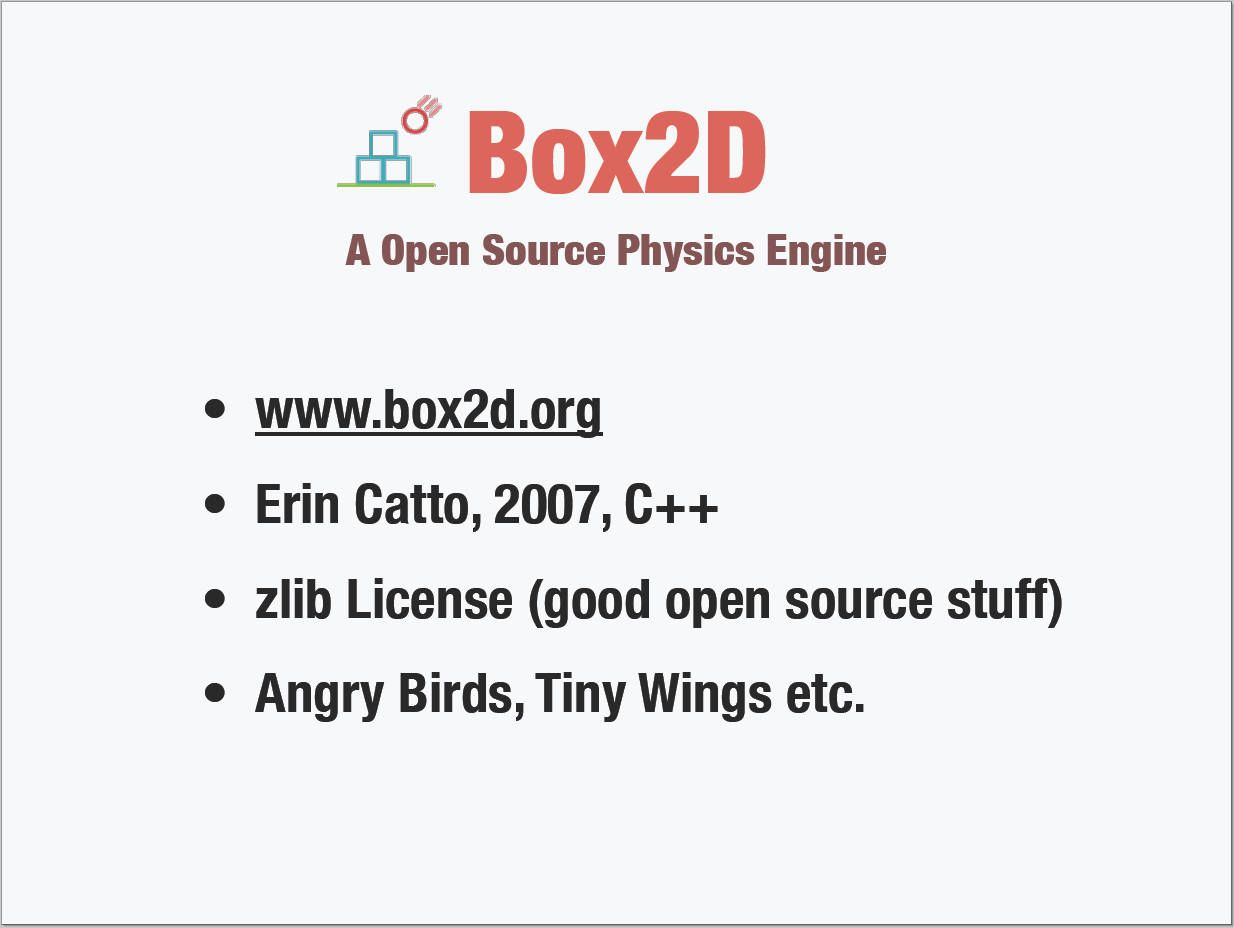 Box2D
A Open Source Physics Engine
• www.box2d.org
• Erin Catto, 2007, C++
• zlib License (good open source stuff)
• Angry Birds, Tiny Wings etc.